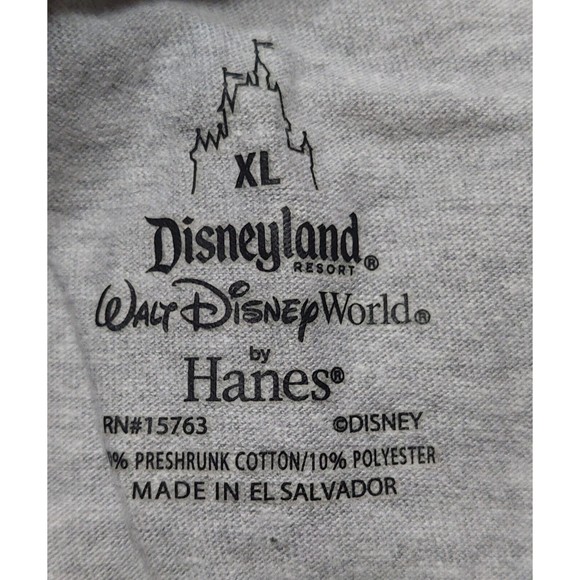 XL
Disneyland®
RESORT
WALT DISNEY World®
by
Hanes®
RN#15763 ©DISNEY
% PRESHRUNK COTTON/10% POLYESTER
MADE IN EL SALVADOR